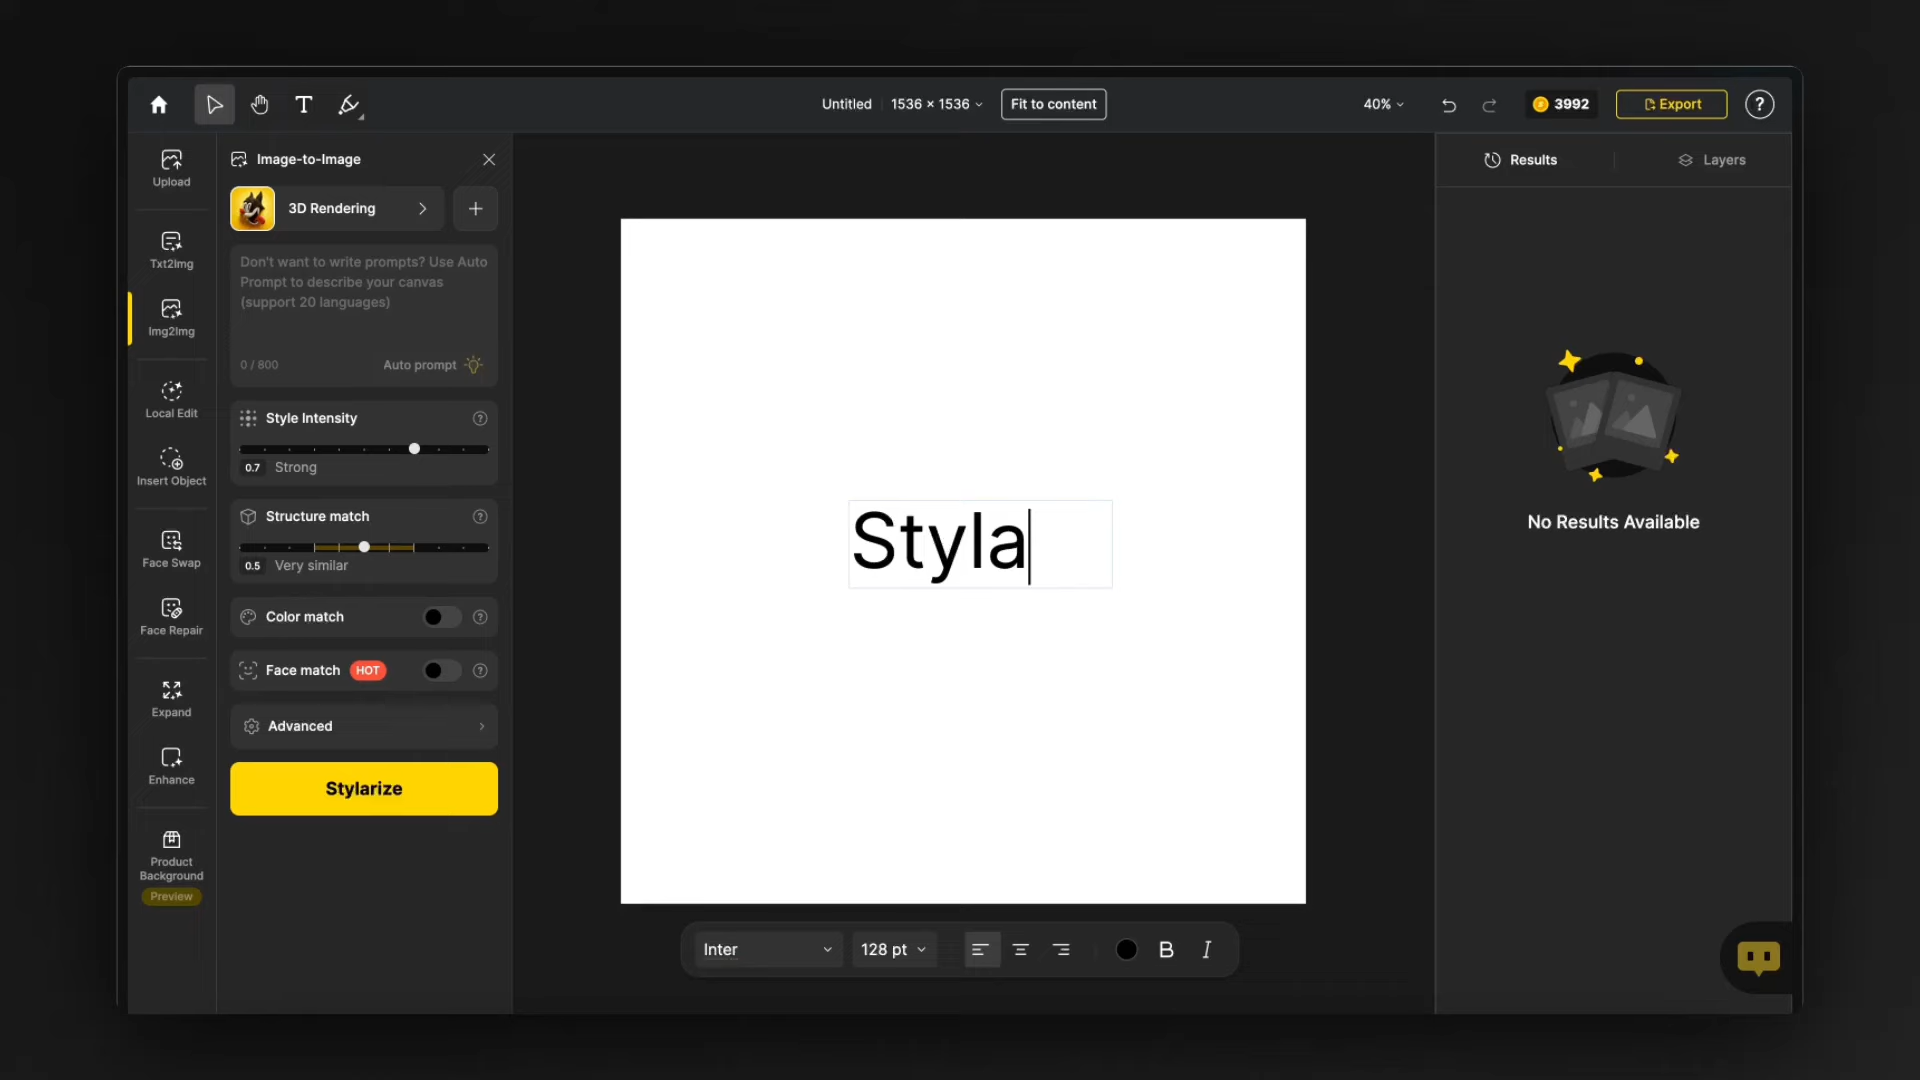 Untitled
1536 × 1536
Fit to content
40%
3992
Export
?
Upload
Txt2Img
Img2Img
Local Edit
Insert Object
Face Swap
Face Repair
Expand
Enhance
Product
Background
Preview
Image-to-Image
3D Rendering
Don't want to write prompts? Use Auto
Prompt to describe your canvas
(support 20 languages)
0 / 800
Auto prompt
Style Intensity
0.7
Strong
Structure match
0.5
Very similar
Color match
Face match
HOT
Advanced
Stylarize
Styla
Inter
128 pt
B
I
Results
Layers
No Results Available